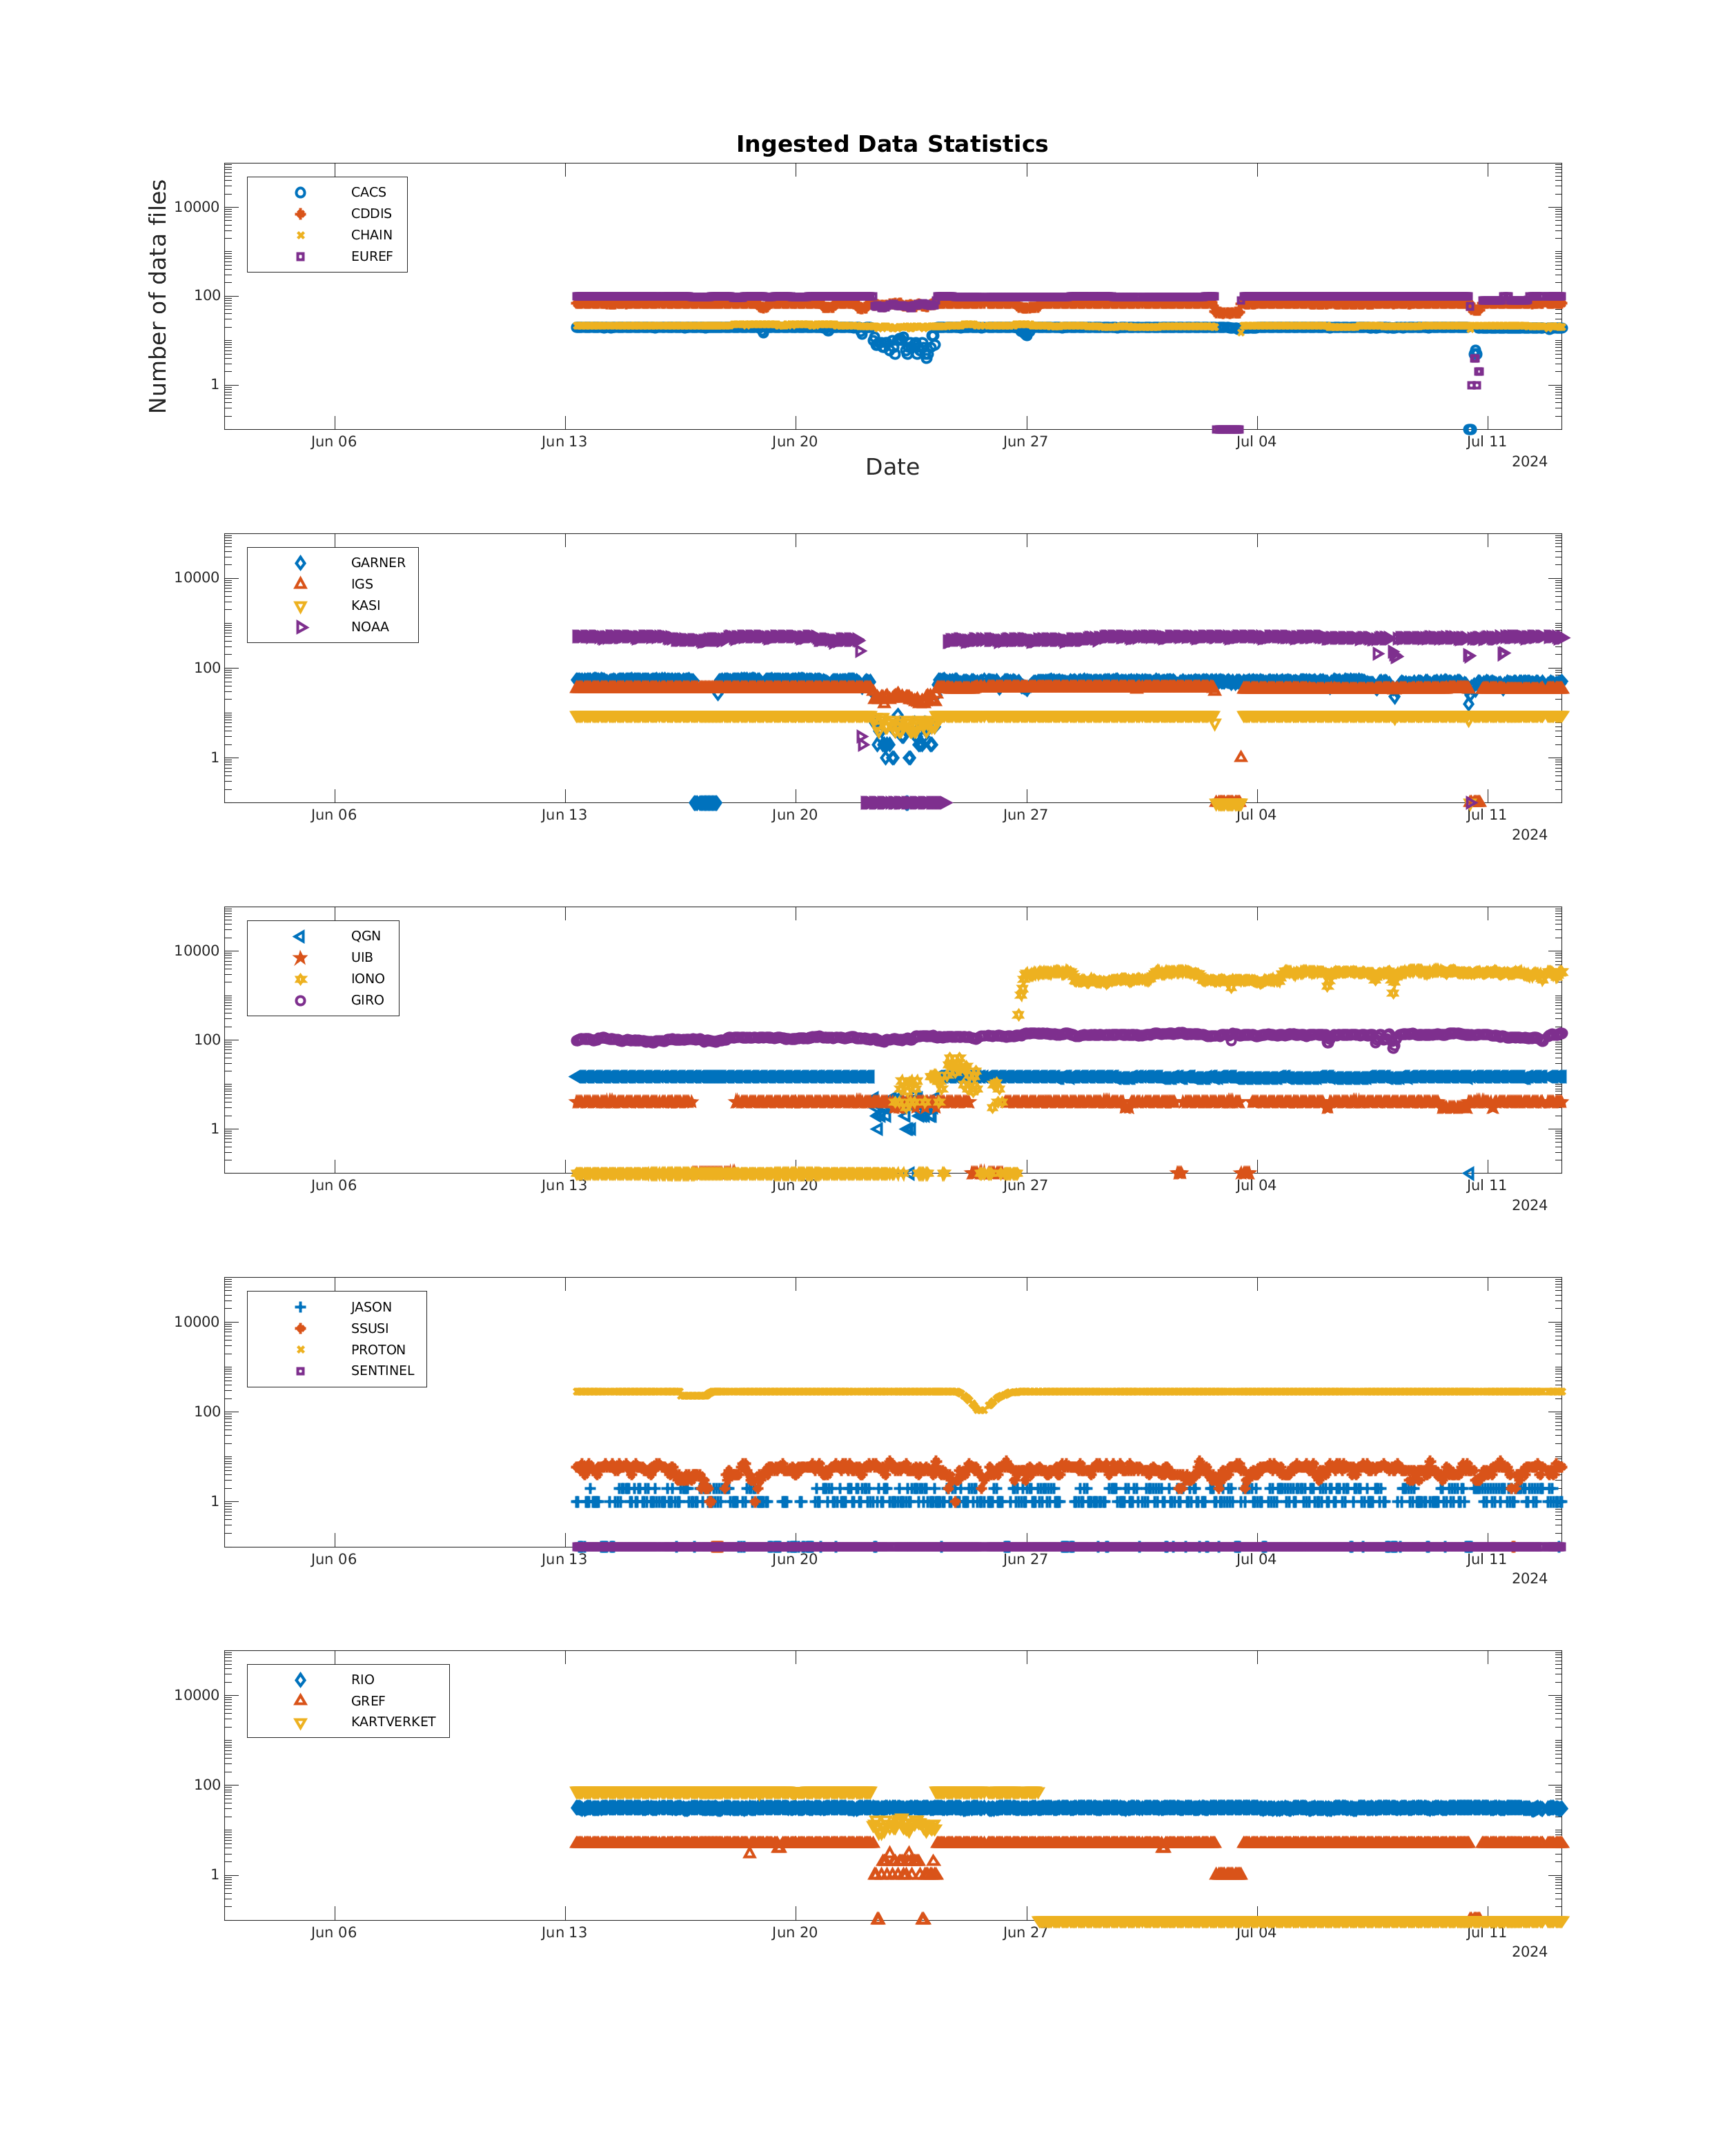 Ingested Data Statistics
Number of data files
10000
100
1
CACS
CDDIS
CHAIN
EUREF
Jun 06 Jun 13 Jun 20 Jun 27 Jul 04 Jul 11
2024
Date
10000
100
1
GARNER
IGS
KASI
NOAA
Jun 06 Jun 13 Jun 20 Jun 27 Jul 04 Jul 11
2024
10000
100
1
QGN
UIB
IONO
GIRO
Jun 06 Jun 13 Jun 20 Jun 27 Jul 04 Jul 11
2024
10000
100
1
JASON
SSUSI
PROTON
SENTINEL
Jun 06 Jun 13 Jun 20 Jun 27 Jul 04 Jul 11
2024
10000
100
1
RIO
GREF
KARTVERKET
Jun 06 Jun 13 Jun 20 Jun 27 Jul 04 Jul 11
2024